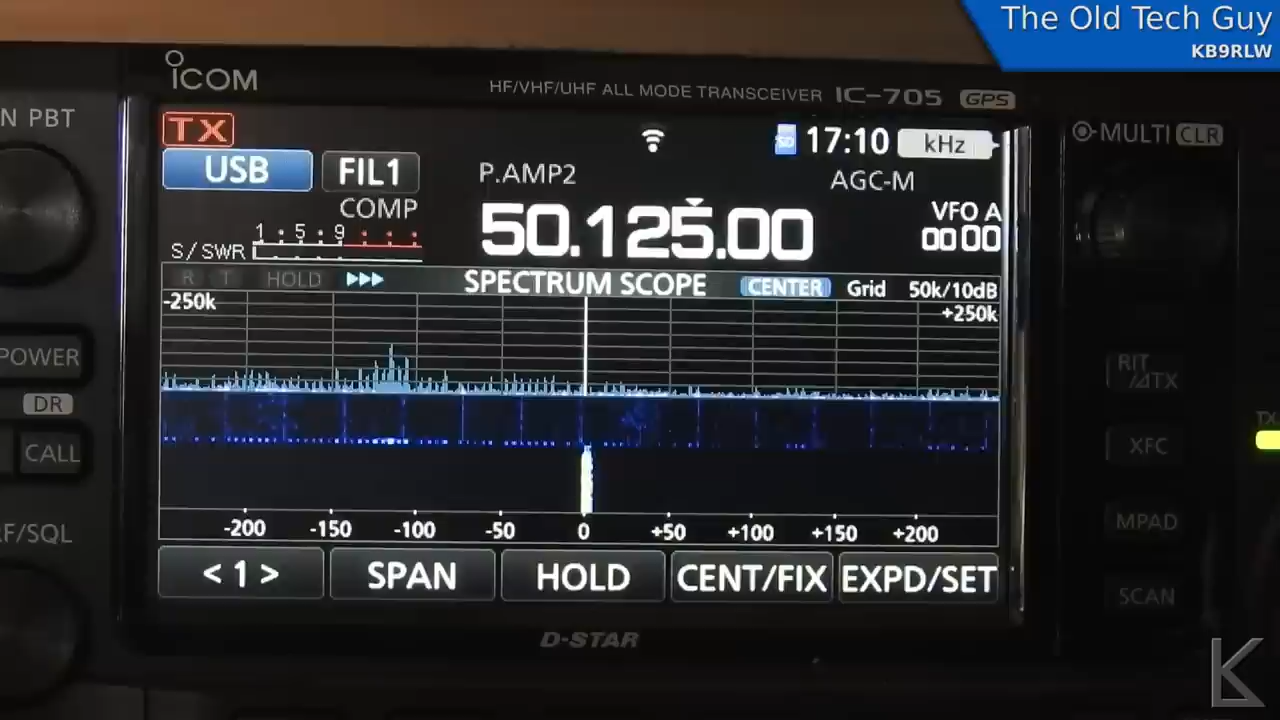 The Old Tech Guy
KB9RLW
ICOM
HF/VHF/UHF ALL MODE TRANSCEIVER IC-705 GPS
N PBT
MULTI CLR
TX
SD 17:10 kHz
USB FIL1
P.AMP2
AGC-M
COMP
50.125.00
VFO A
00 00
1 5 9
S/SWR
R T HOLD
SPECTRUM SCOPE
CENTER Grid 50k/10dB
-250k
+250k
POWER
DR
CALL
RIT
/⊿TX
TX
XFC
MPAD
SCAN
F/SQL
-200 -150 -100 -50 0 +50 +100 +150 +200
< 1 > SPAN HOLD CENT/FIX EXPD/SET
D-STAR
K